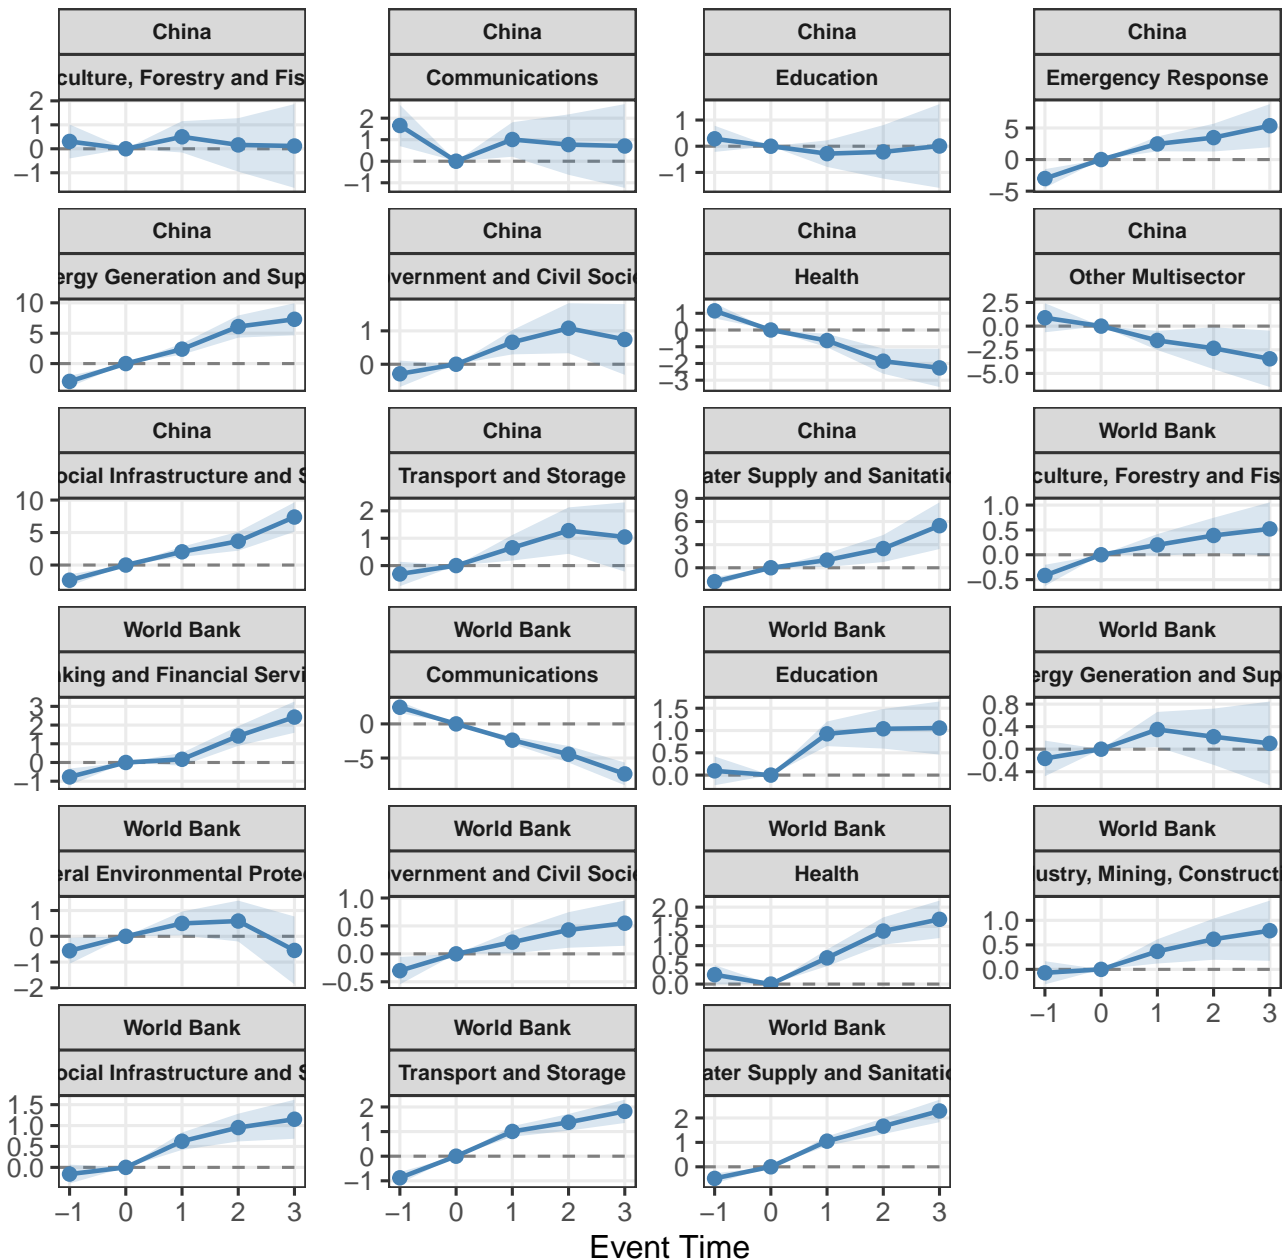 China
China
China
China
culture, Forestry and Fis
Communications
Education
Emergency Response
2
1
0
−1
2
1
0
−1
1
0
−1
5
0
−5
China
China
China
China
ergy Generation and Sup
vernment and Civil Socie
Health
Other Multisector
10
5
0
1
0
1
0
−1
−2
−3
2.5
0.0
−2.5
−5.0
China
China
China
World Bank
ocial Infrastructure and S
Transport and Storage
ater Supply and Sanitatio
culture, Forestry and Fis
10
5
0
2
1
0
9
6
3
0
1.0
0.5
0.0
−0.5
World Bank
World Bank
World Bank
World Bank
nking and Financial Servi
Communications
Education
ergy Generation and Sup
3
2
1
0
−1
0
−5
1.5
1.0
0.5
0.0
0.8
0.4
0.0
−0.4
World Bank
World Bank
World Bank
World Bank
eral Environmental Protec
vernment and Civil Socie
Health
ustry, Mining, Construct
1
0
−1
−2
1.0
0.5
0.0
−0.5
2.0
1.5
1.0
0.5
0.0
1.0
0.5
0.0
−1 0 1 2 3
World Bank
World Bank
World Bank
ocial Infrastructure and S
Transport and Storage
ater Supply and Sanitatio
1.5
1.0
0.5
0.0
2
1
0
−1
2
1
0
−1 0 1 2 3
−1 0 1 2 3
−1 0 1 2 3
Event Time